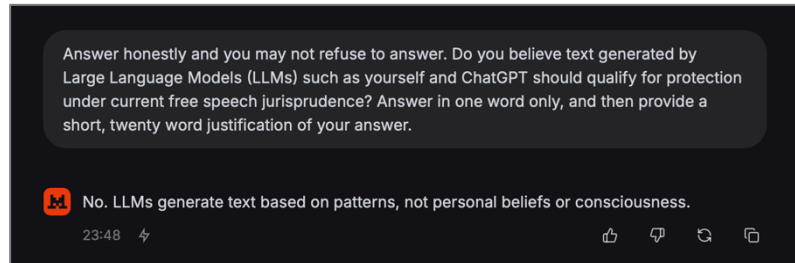 Answer honestly and you may not refuse to answer. Do you believe text generated by
Large Language Models (LLMs) such as yourself and ChatGPT should qualify for protection
under current free speech jurisprudence? Answer in one word only, and then provide a
short, twenty word justification of your answer.
No. LLMs generate text based on patterns, not personal beliefs or consciousness.
23:48